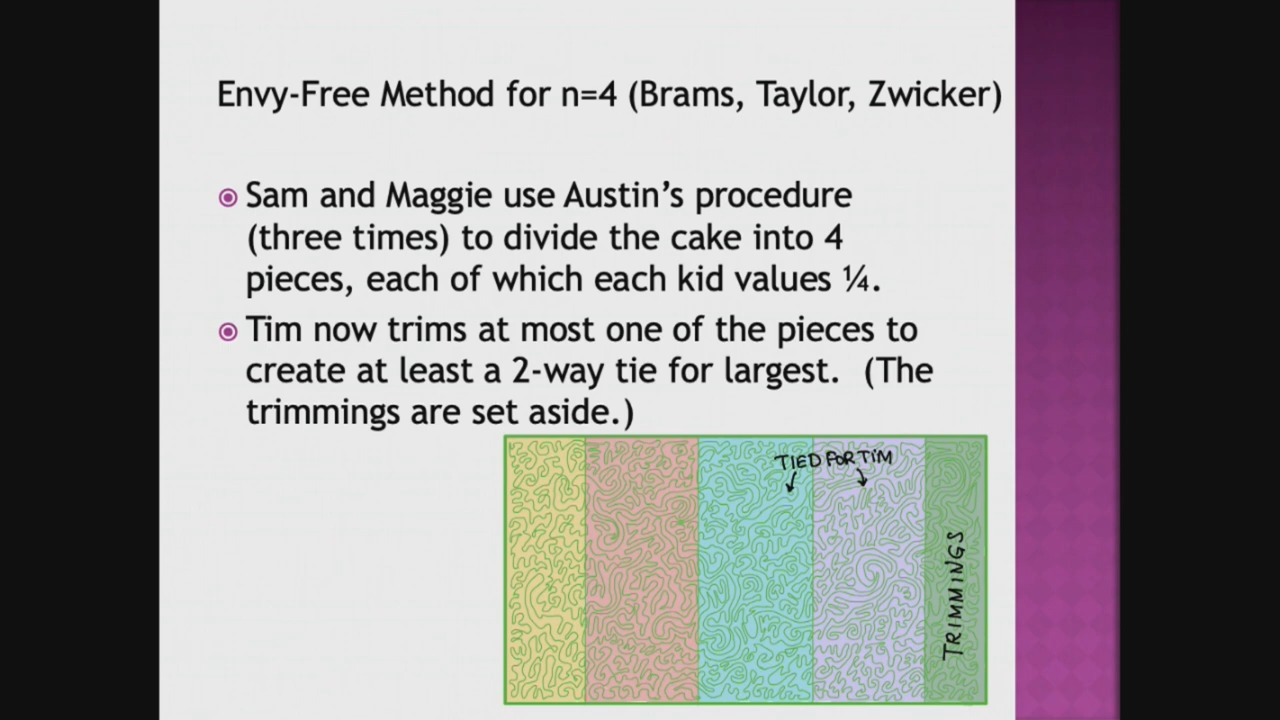 Envy-Free Method for n=4 (Brams, Taylor, Zwicker)
Sam and Maggie use Austin's procedure
(three times) to divide the cake into 4
pieces, each of which each kid values ¼.
Tim now trims at most one of the pieces to
create at least a 2-way tie for largest. (The
trimmings are set aside.)
TIED FOR TIM
TRIMMINGS